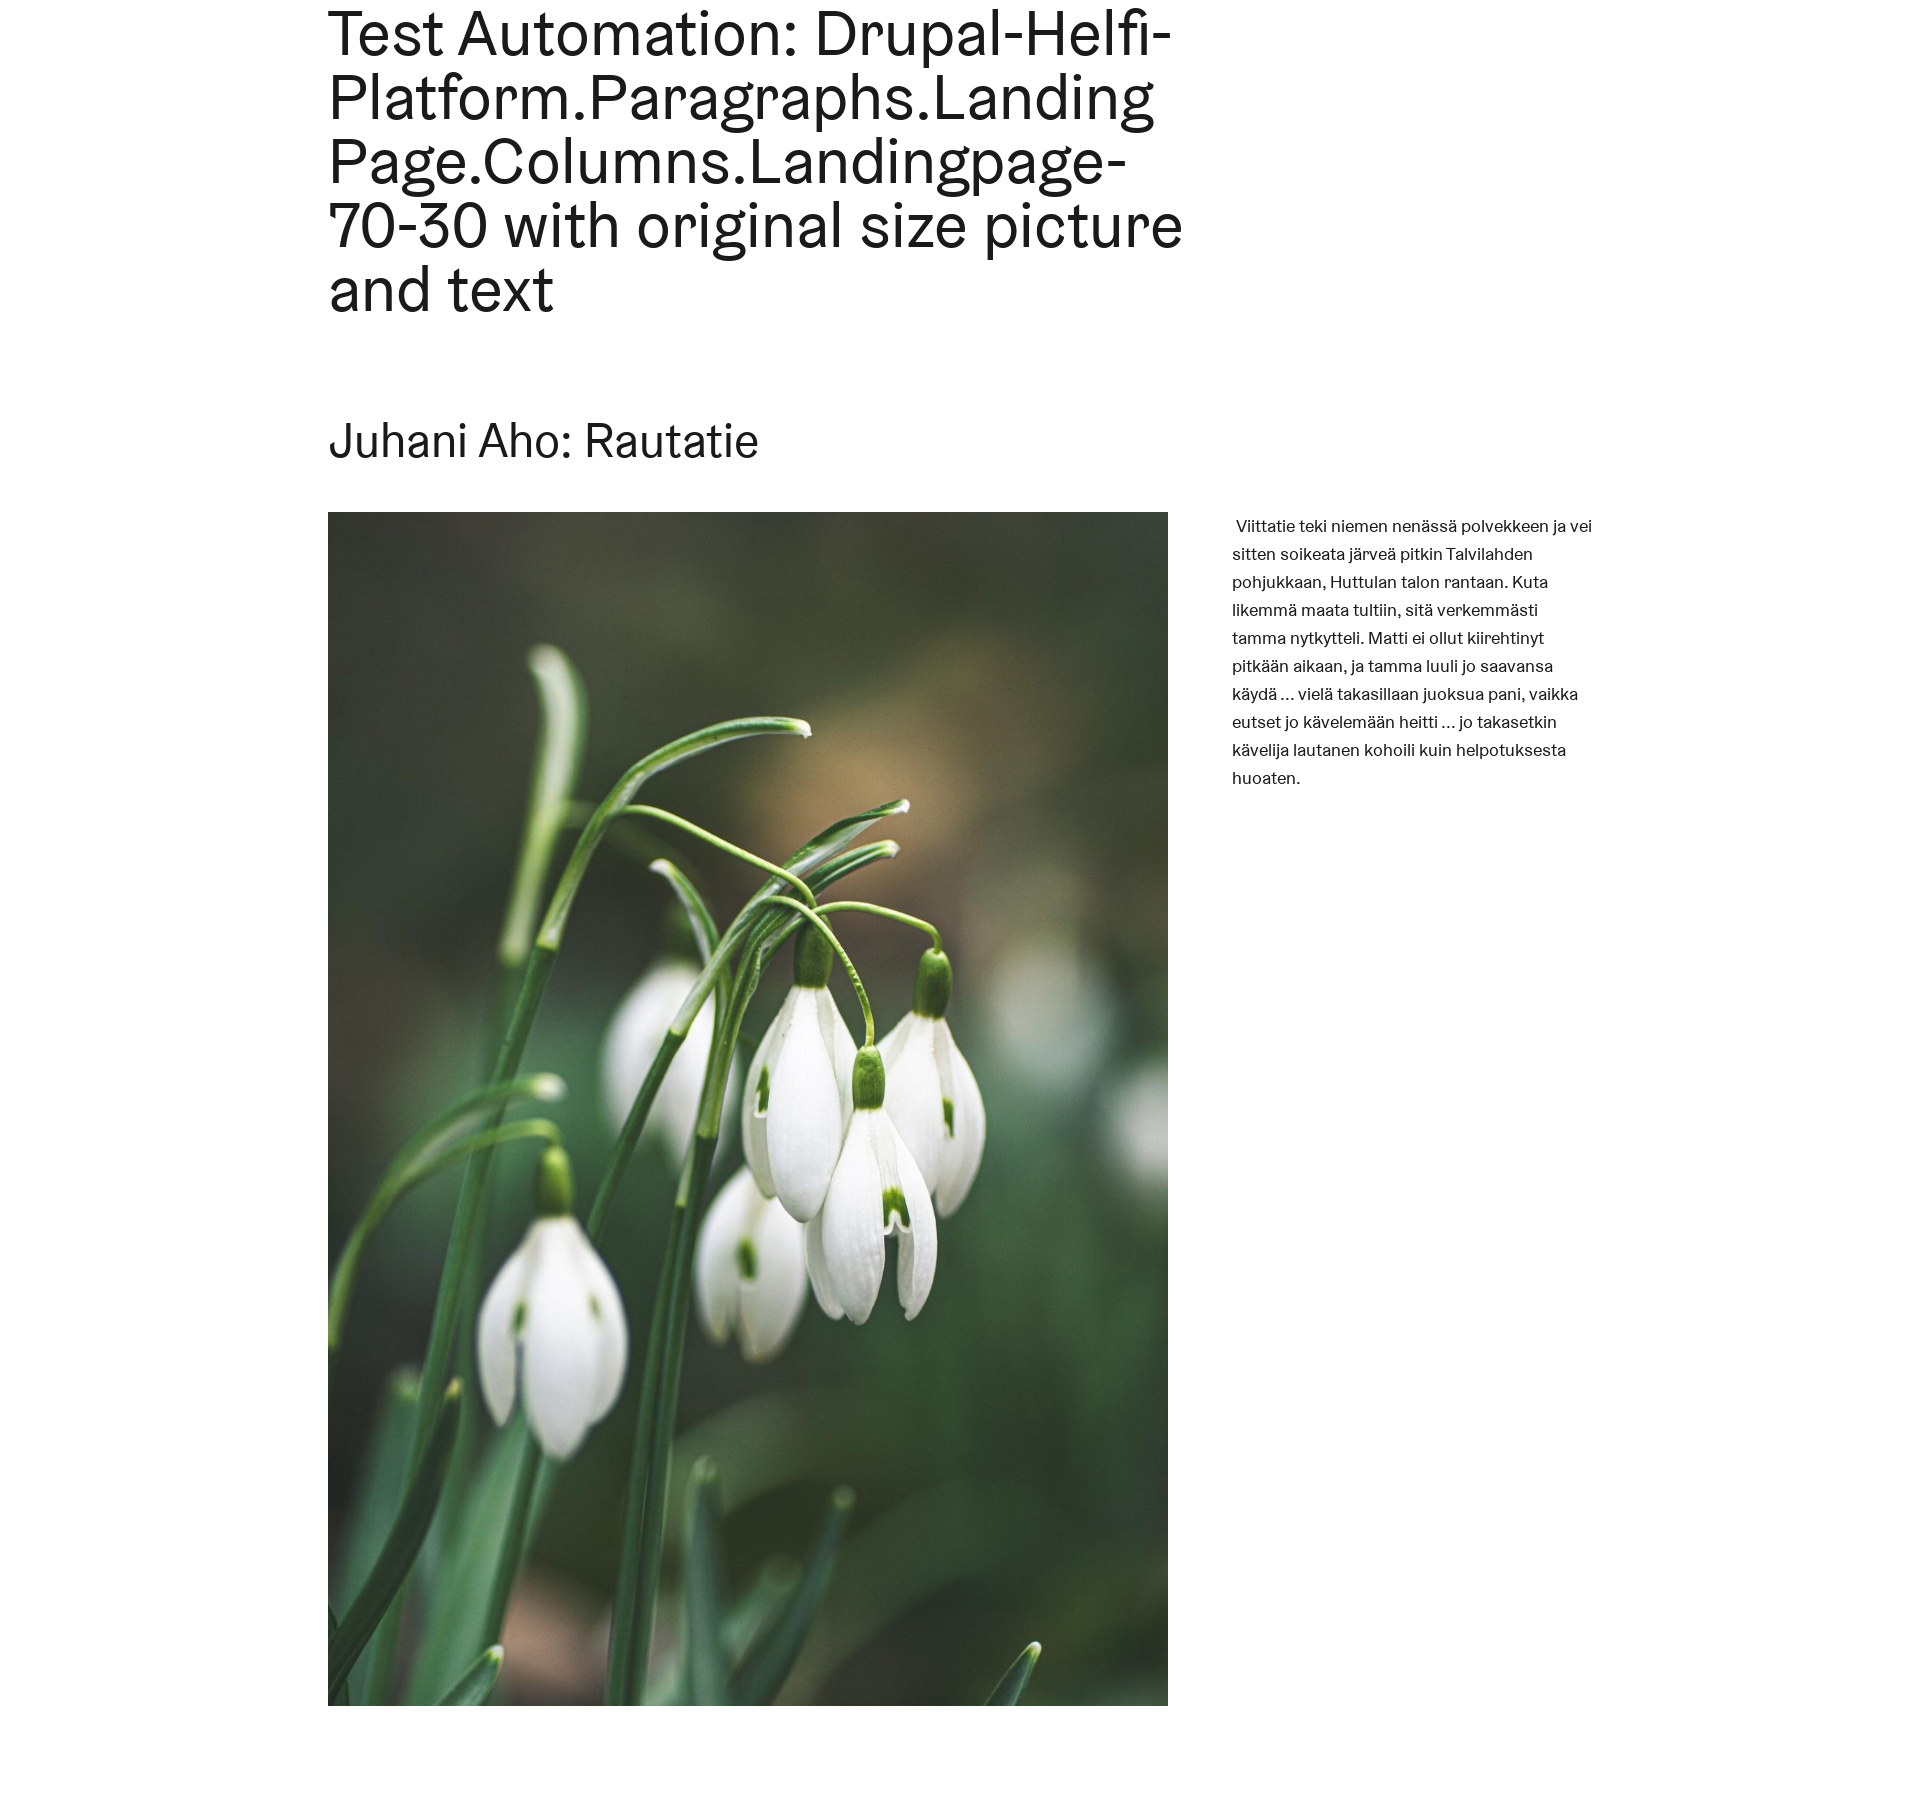 Test Automation: Drupal-Helfi-
Platform.Paragraphs.Landing
Page.Columns.Landingpage-
70-30 with original size picture
and text
Juhani Aho: Rautatie
Viittatie teki niemen nenässä polvekkeen ja vei
sitten soikeata järveä pitkin Talvilahden
pohjukkaan, Huttulan talon rantaan. Kuta
likemmä maata tultiin, sitä verkemmästi
tamma nytkytteli. Matti ei ollut kiirehtinyt
pitkään aikaan, ja tamma luuli jo saavansa
käydä ... vielä takasillaan juoksua pani, vaikka
eutset jo kävelemään heitti ... jo takasetkin
kävelija lautanen kohoili kuin helpotuksesta
huoaten.